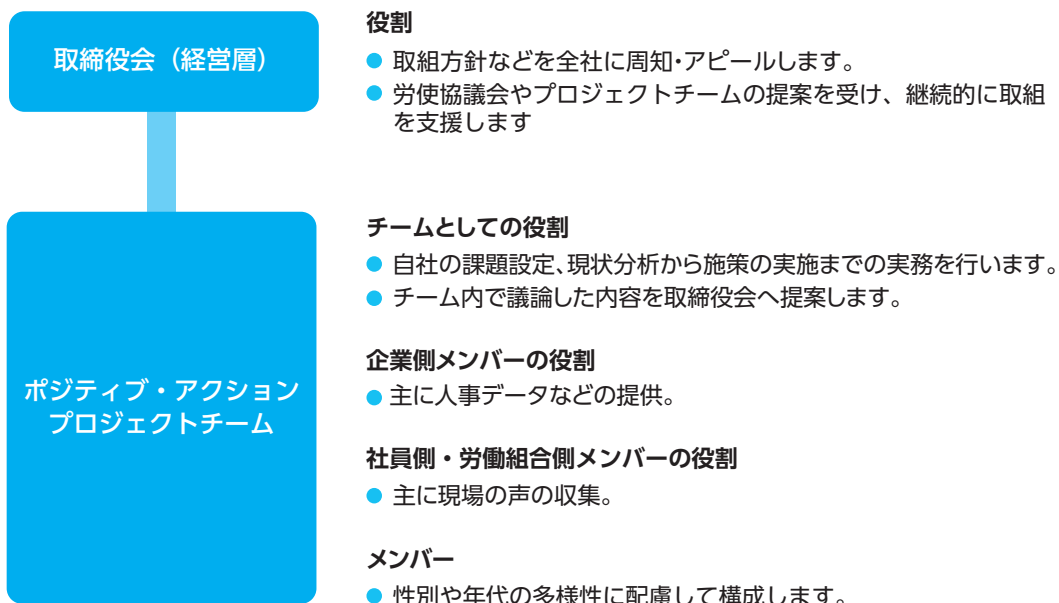 取締役会（経営層）
役割
● 取組方針などを全社に周知・アピールします。
● 労使協議会やプロジェクトチームの提案を受け、継続的に取組
を支援します
ポジティブ・アクション
プロジェクトチーム
チームとしての役割
● 自社の課題設定、現状分析から施策の実施までの実務を行います。
● チーム内で議論した内容を取締役会へ提案します。
企業側メンバーの役割
● 主に人事データなどの提供。
社員側・労働組合側メンバーの役割
● 主に現場の声の収集。
メンバー
● 性別や年代の多様性に配慮して構成します。